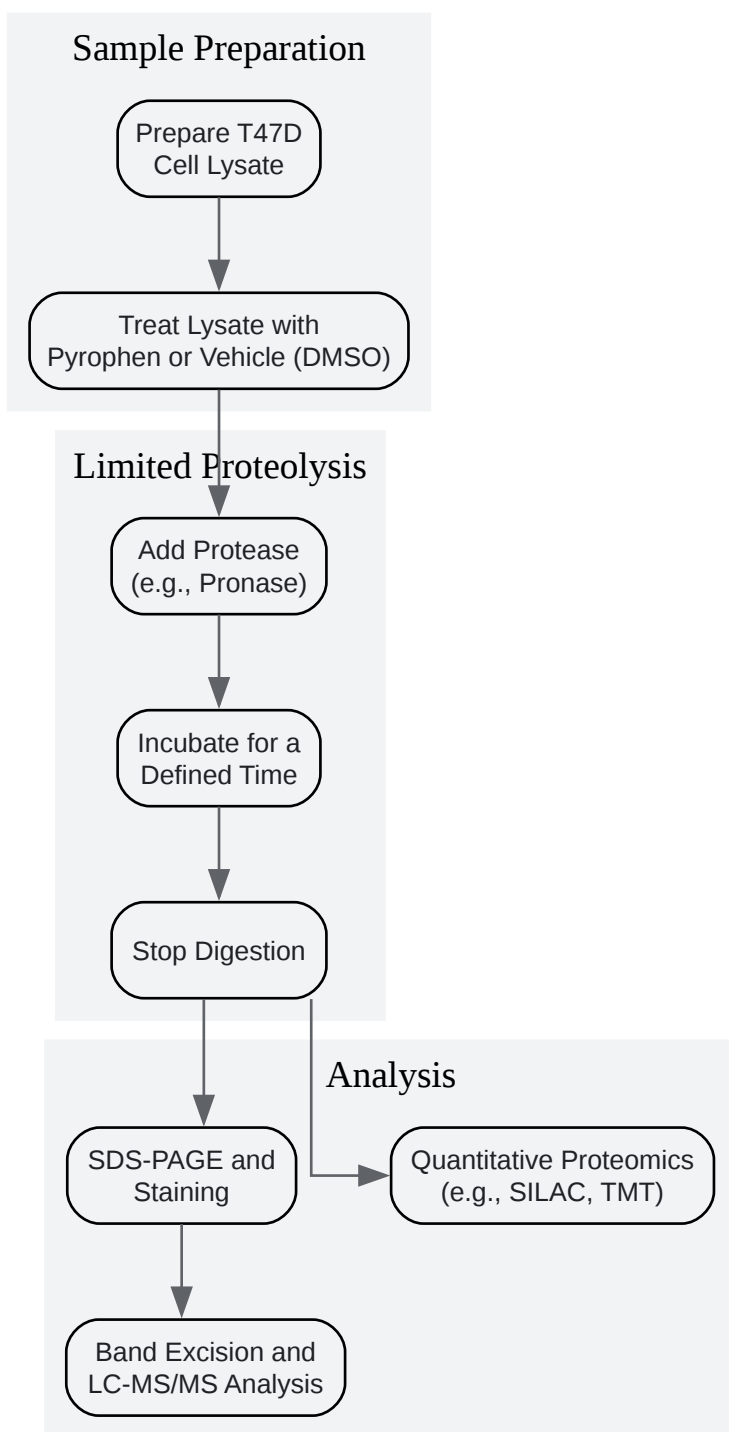 Sample Preparation
Prepare T47D
Cell Lysate
Treat Lysate with
Pyrophen or Vehicle (DMSO)
Limited Proteolysis
Add Protease
(e.g., Pronase)
Incubate for a
Defined Time
Stop Digestion
Analysis
SDS-PAGE and
Staining
Quantitative Proteomics
(e.g., SILAC, TMT)
Band Excision and
LC-MS/MS Analysis